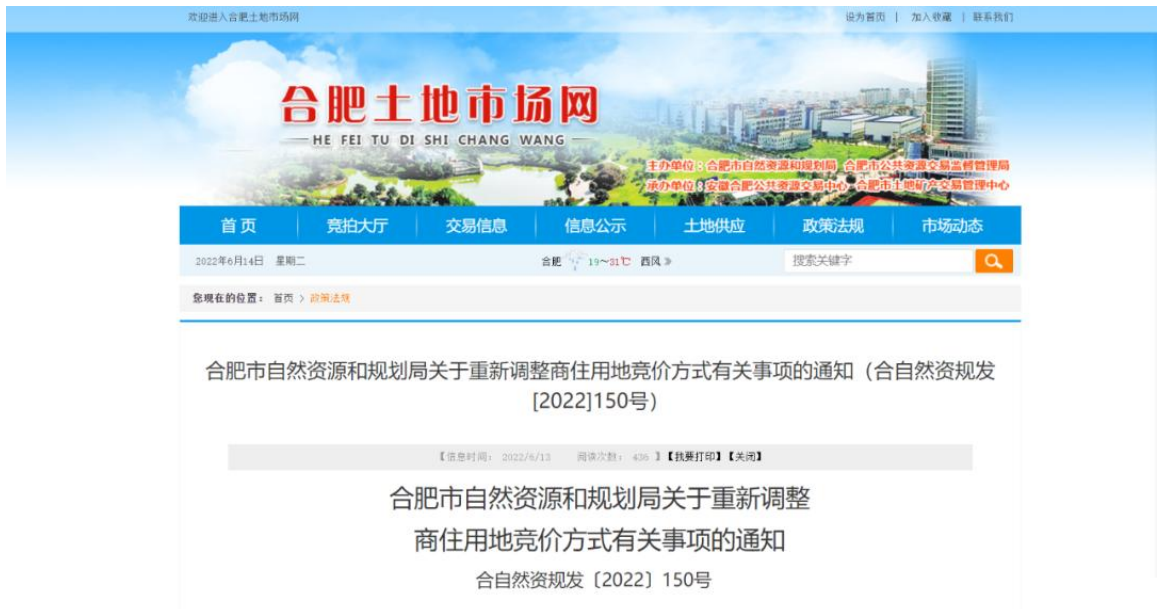 欢迎进入合肥土地市场网 设为首页 | 加入收藏 | 联系我们
合肥土地市场网
HE FEI TU DI SHI CHANG WANG
主办单位：合肥市自然资源和规划局 合肥市公共资源交易监督管理局
承办单位：安徽合肥公共资源交易中心 合肥市土地矿产交易管理中心
首 页 竞拍大厅 交易信息 信息公示 土地供应 政策法规 市场动态
2022年6月14日 星期二 合肥 19～31℃ 西风 》 搜索关键字
您现在的位置： 首页 > 政策法规
合肥市自然资源和规划局关于重新调整商住用地竞价方式有关事项的通知（合自然资规发
[2022]150号）
【信息时间： 2022/6/13 阅读次数： 436 】【我要打印】【关闭】
合肥市自然资源和规划局关于重新调整
商住用地竞价方式有关事项的通知
合自然资规发〔2022〕150号